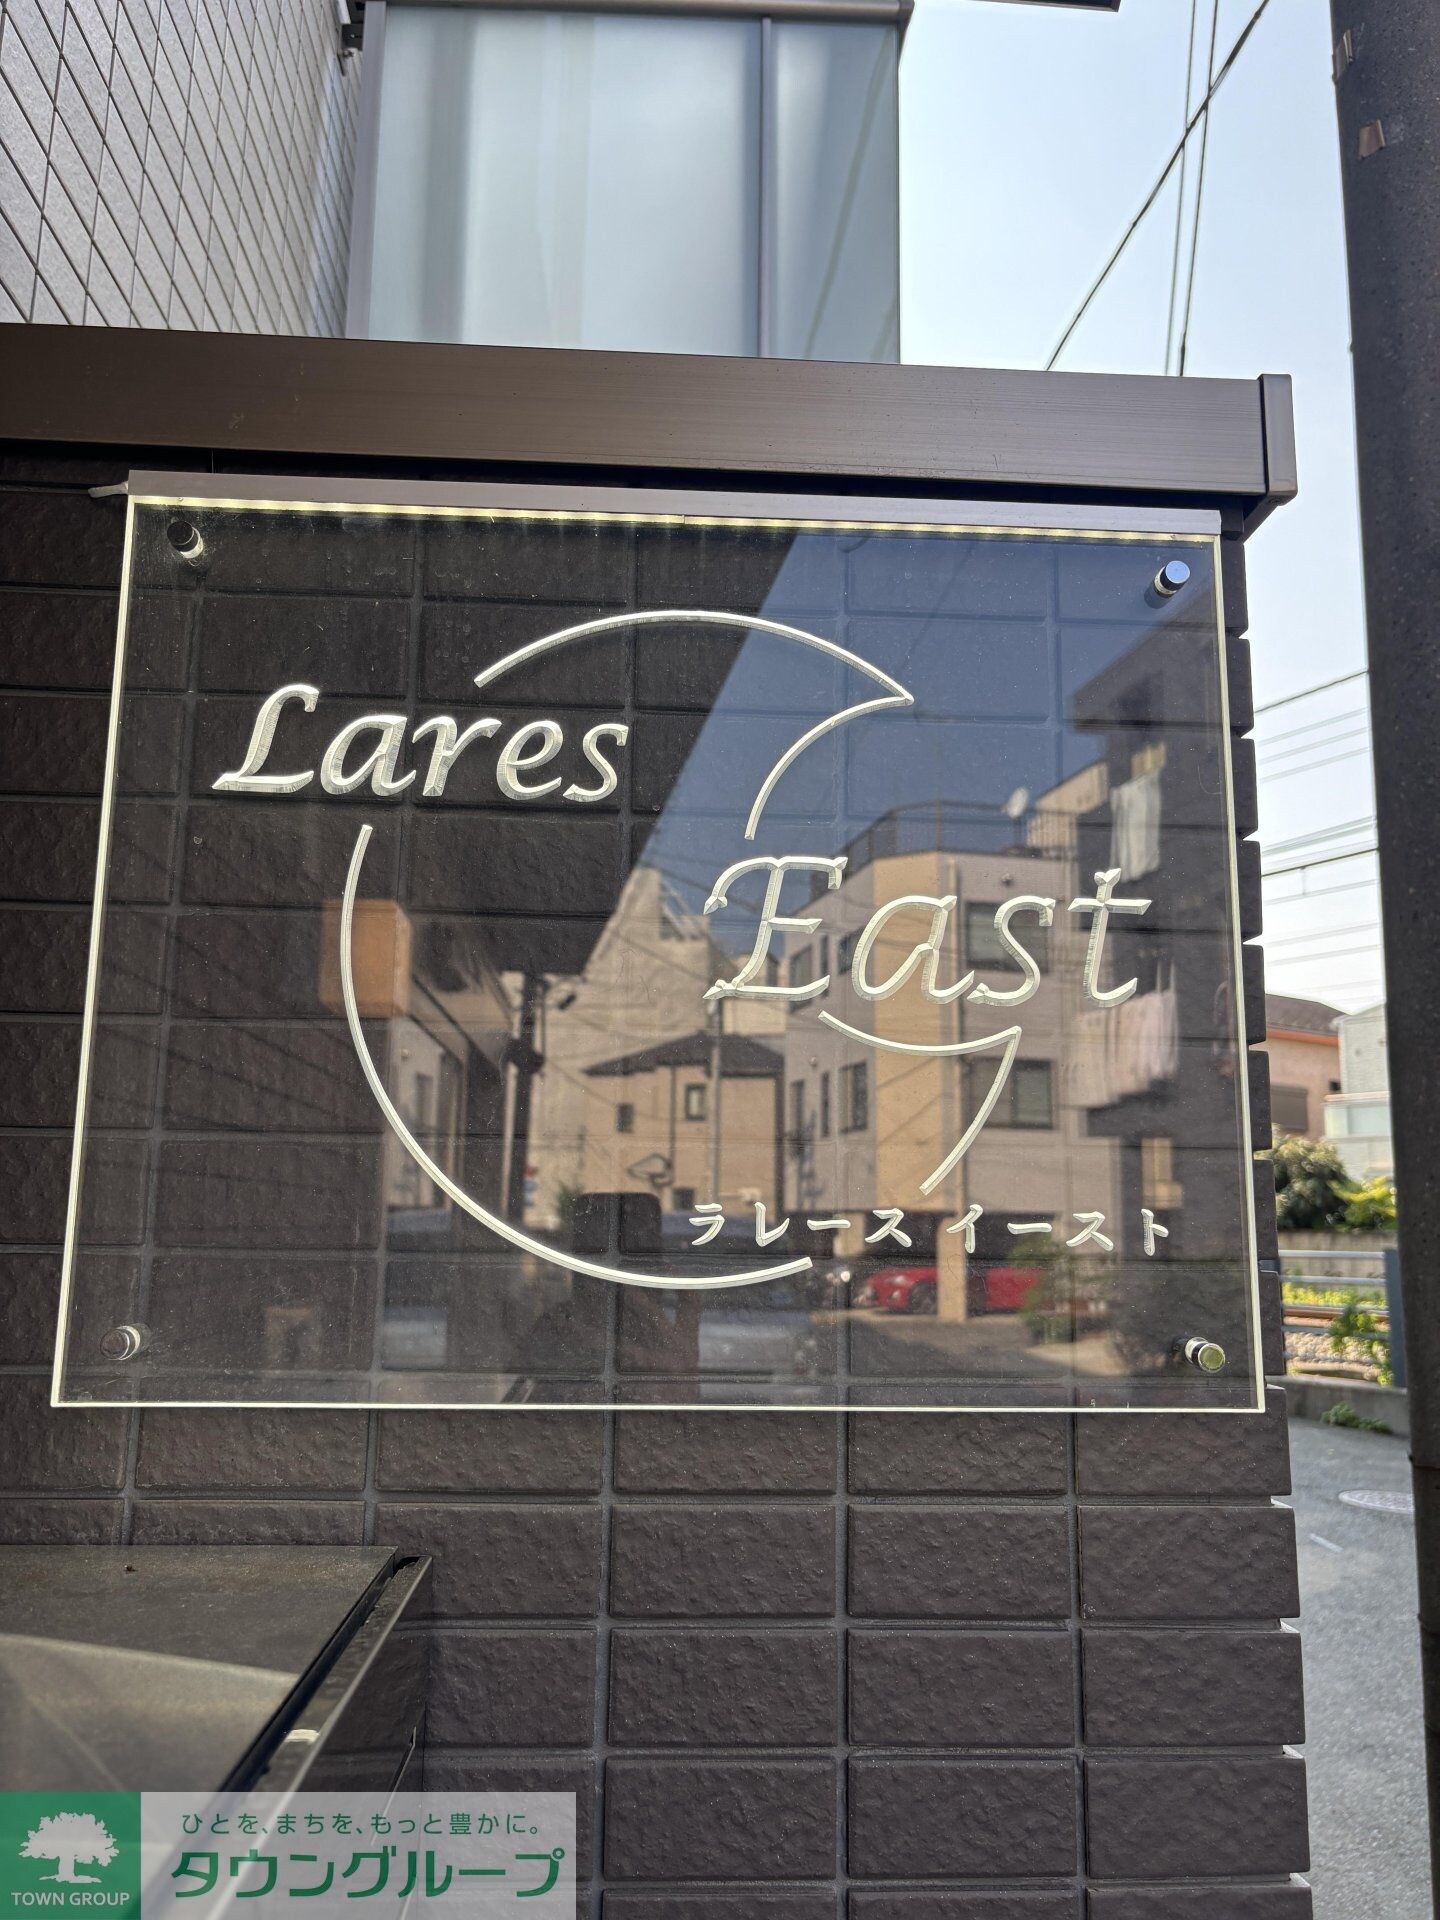 Lares
East
ラレース イースト
ひとを、まちを、もっと豊かに。
タウングループ
TOWN GROUP